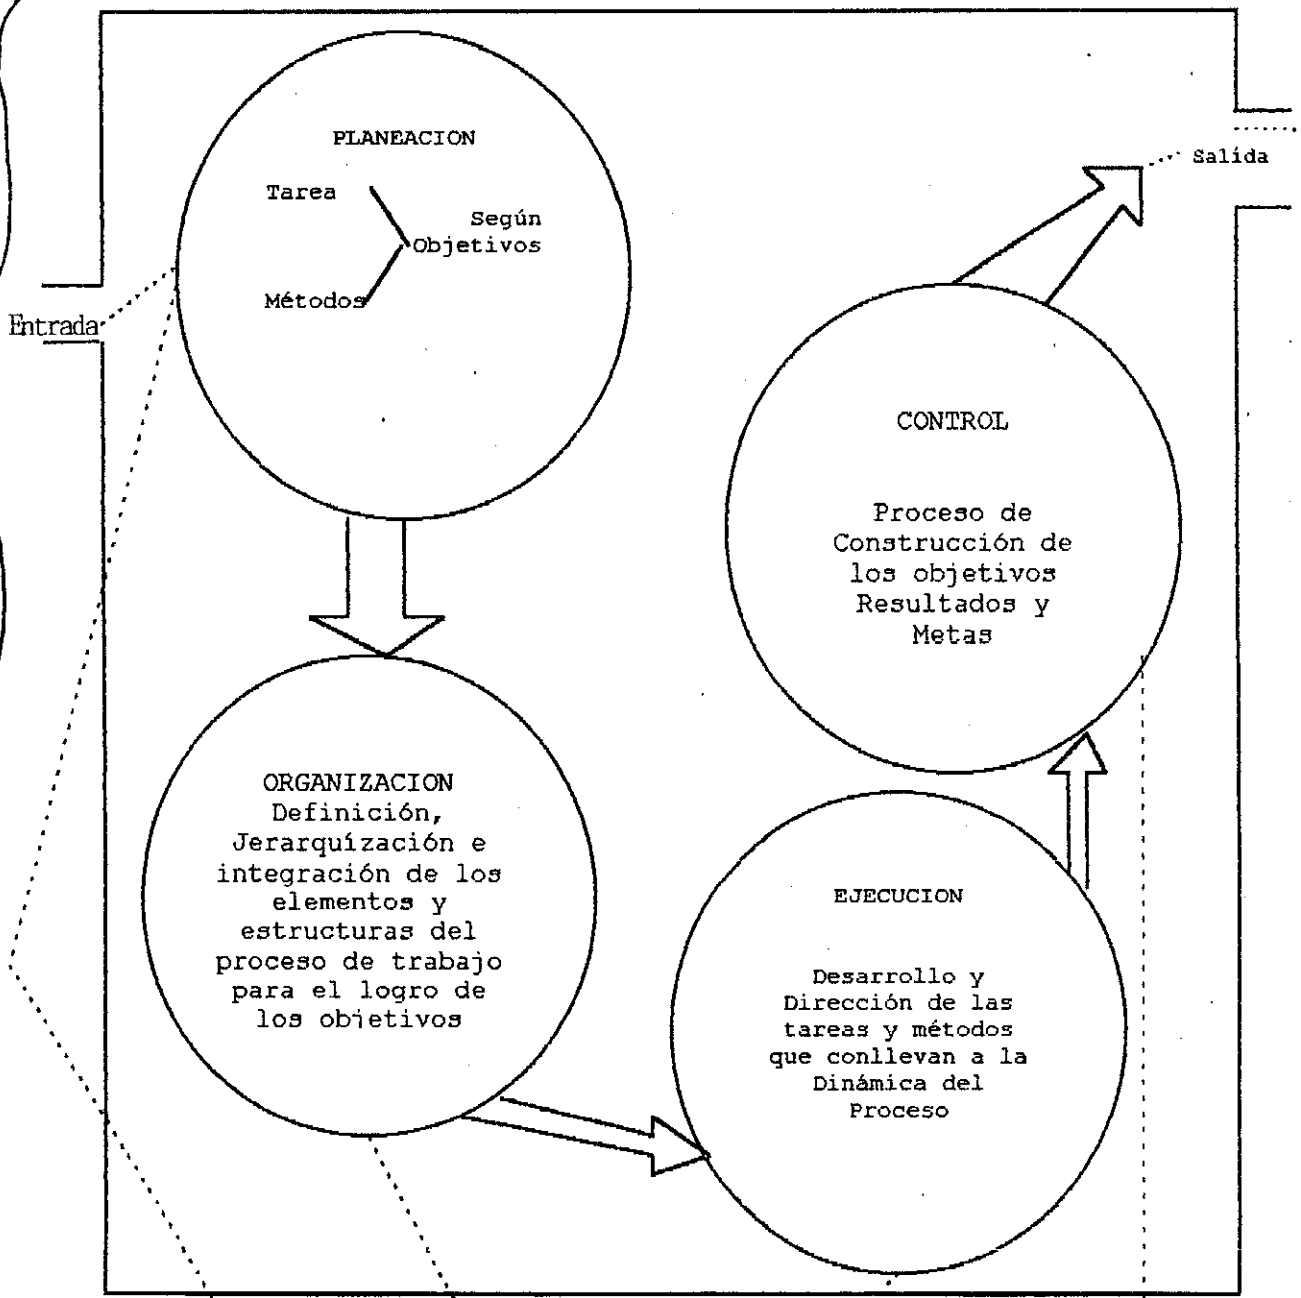 PLANEACION
Tarea
Según
Objetivos
Métodos
Entrada
Salida
CONTROL
Proceso de
Construcción de
los objetivos
Resultados y
Metas
ORGANIZACION
Definición,
Jerarquización e
integración de los
elementos y
estructuras del
proceso de trabajo
para el logro de
los objetivos
EJECUCION
Desarrollo y
Dirección de las
tareas y métodos
que conllevan a la
Dinámica del
Proceso